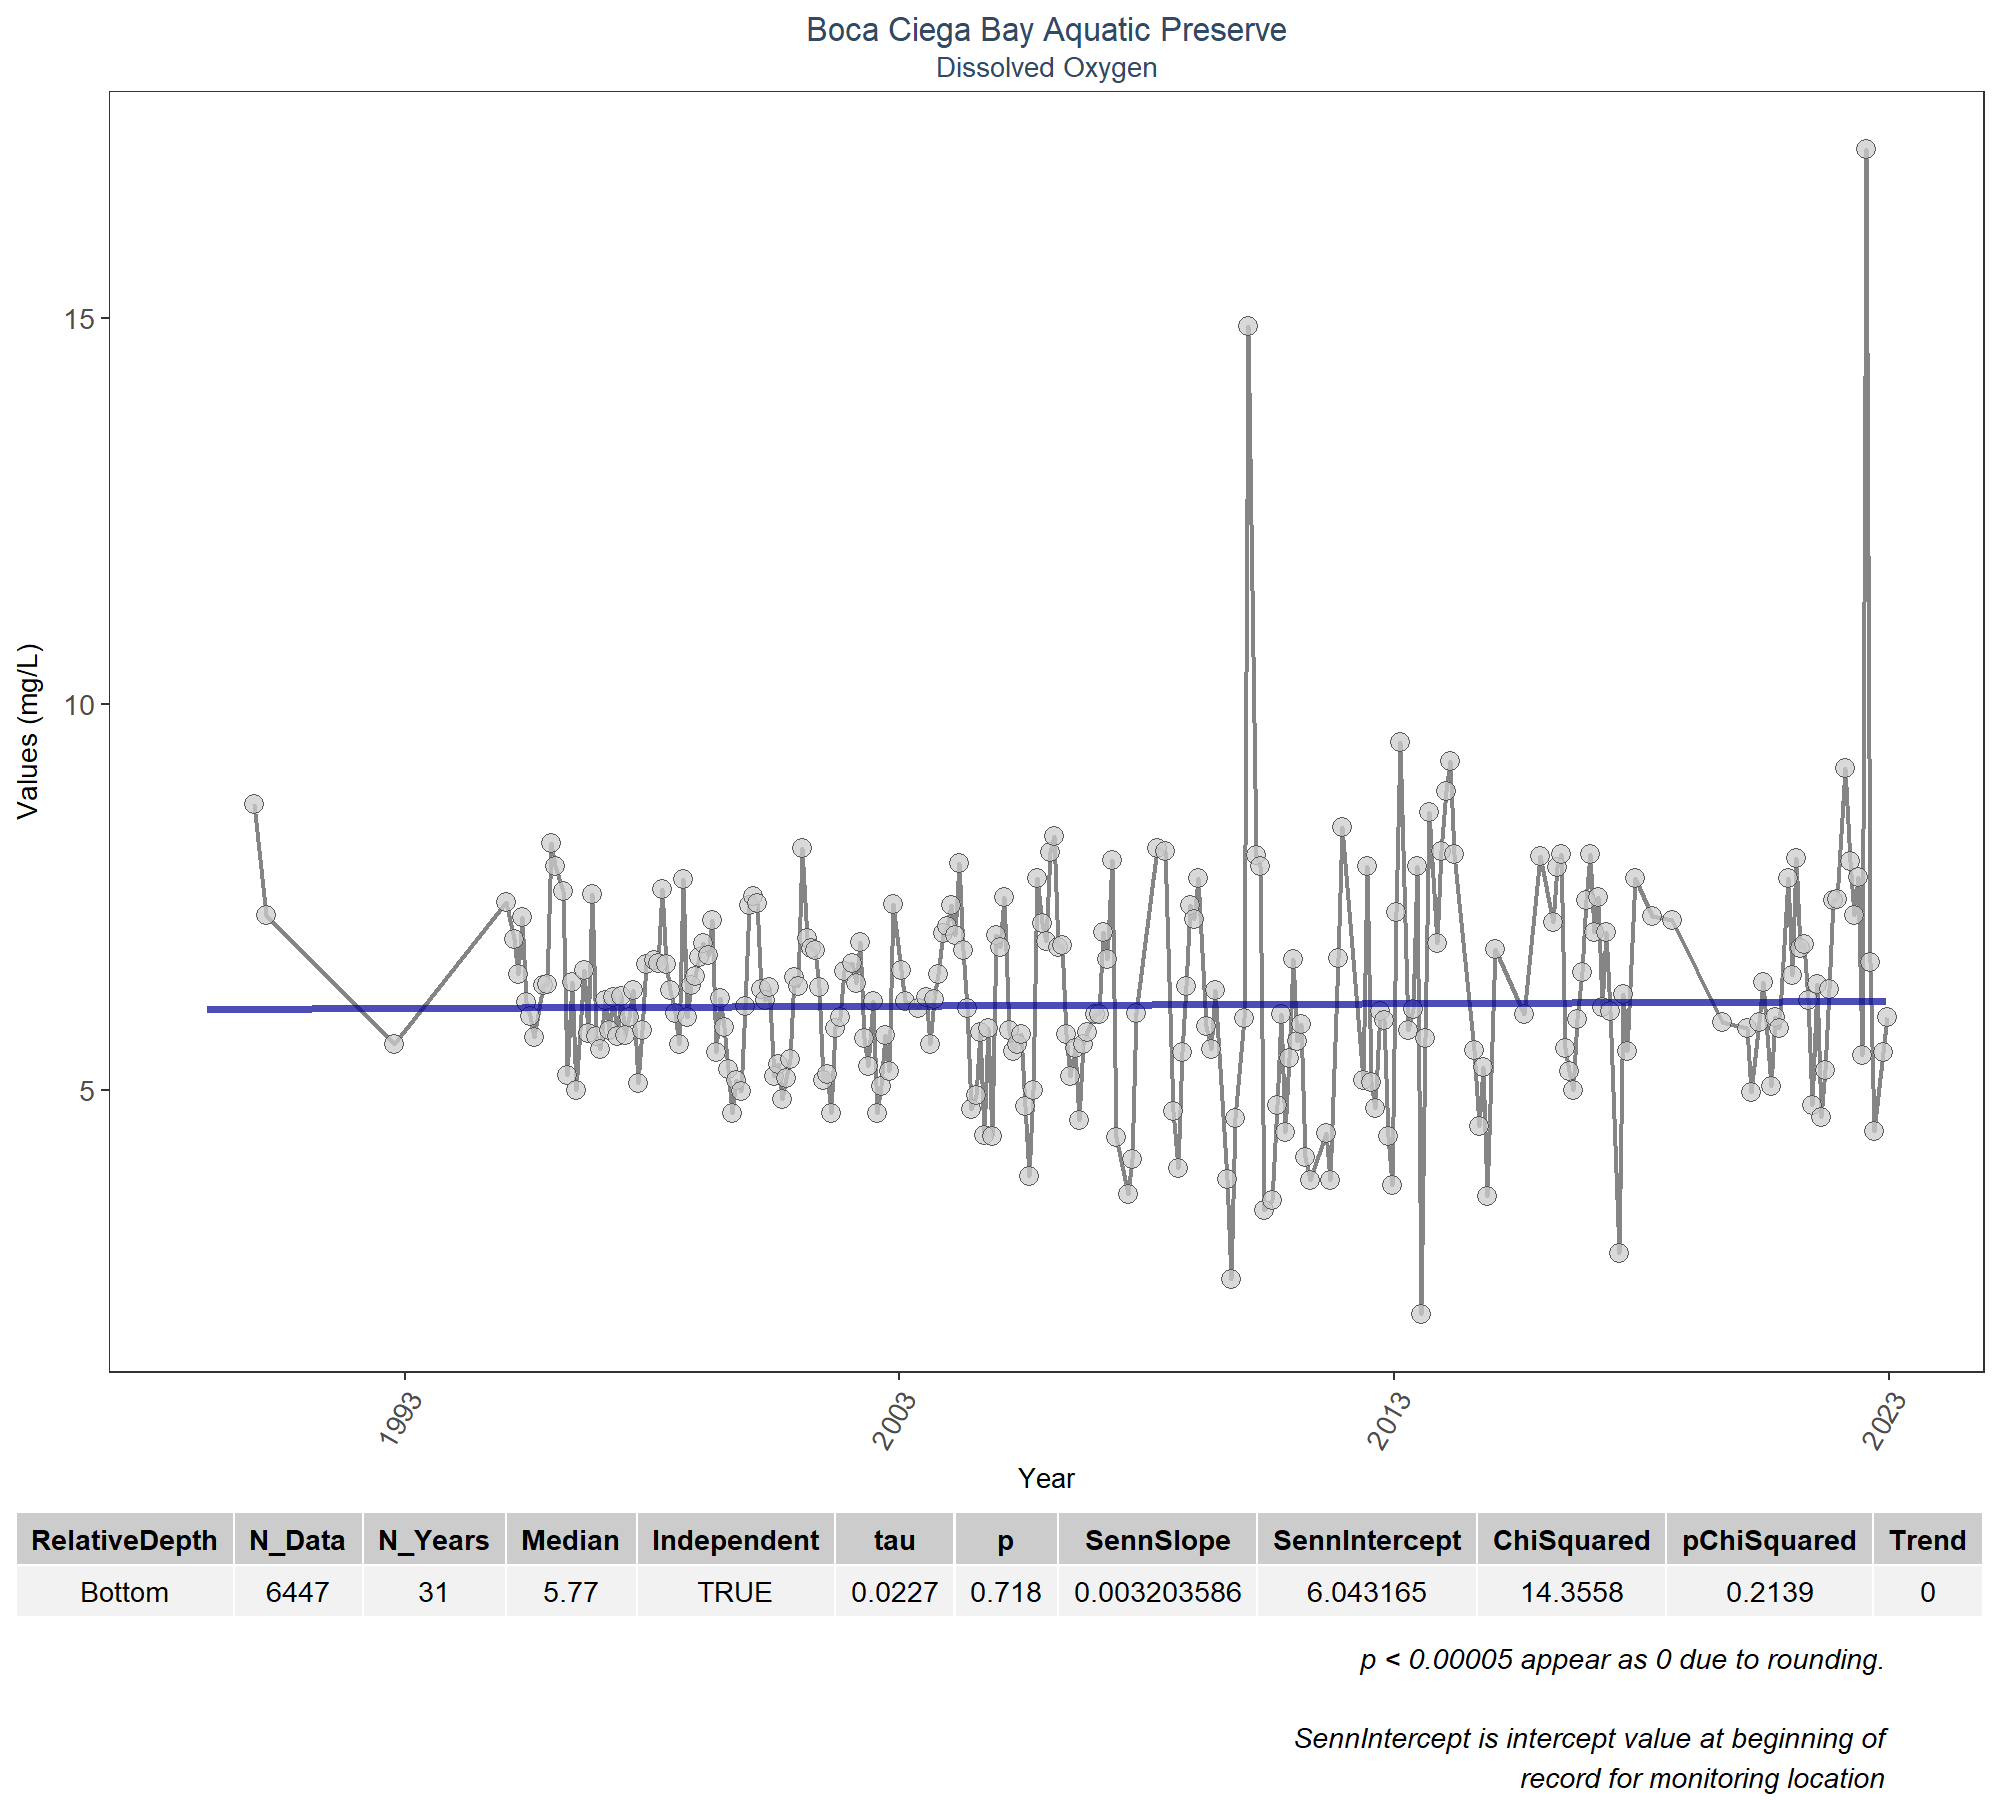 Boca Ciega Bay Aquatic Preserve
Dissolved Oxygen
Values (mg/L)
15
10
5
1993
2003
2013
2023
Year
RelativeDepth N_Data N_Years Median Independent tau p SennSlope SennIntercept ChiSquared pChiSquared Trend
Bottom 6447 31 5.77 TRUE 0.0227 0.718 0.003203586 6.043165 14.3558 0.2139 0
p < 0.00005 appear as 0 due to rounding.
SennIntercept is intercept value at beginning of
record for monitoring location